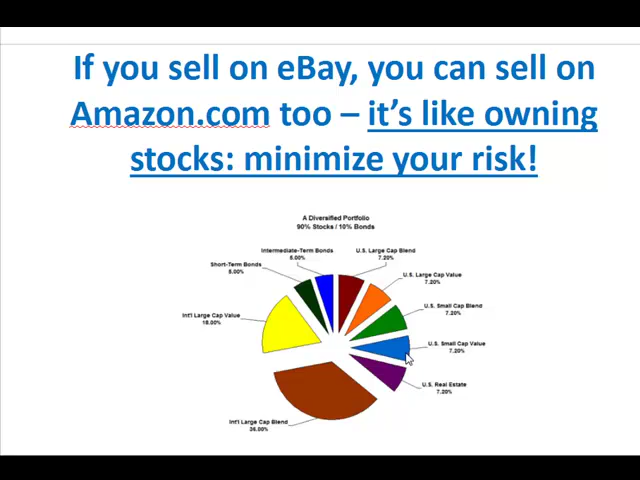 If you sell on eBay, you can sell on
Amazon.com too – it’s like owning
stocks: minimize your risk!
A Diversified Portfolio
90% Stocks / 10% Bonds
Intermediate-Term Bonds
5.00%
U.S. Large Cap Blend
7.20%
Short-Term Bonds
5.00%
U.S. Large Cap Value
7.20%
U.S. Small Cap Blend
7.20%
Int'l Large Cap Value
18.00%
U.S. Small Cap Value
7.20%
U.S. Real Estate
7.20%
Int'l Large Cap Blend
36.00%